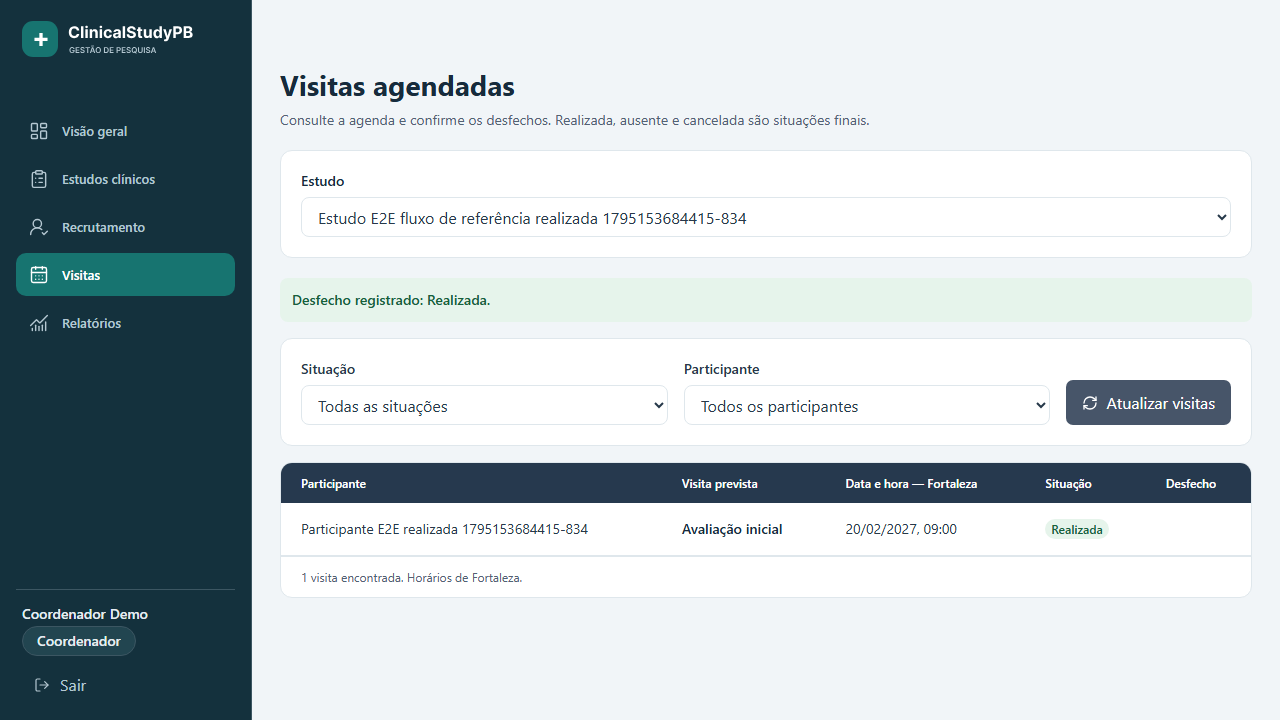 ClinicalStudyPB
GESTÃO DE PESQUISA
Visão geral
Estudos clínicos
Recrutamento
Visitas
Relatórios
Coordenador Demo
Coordenador
Sair
Visitas agendadas
Consulte a agenda e confirme os desfechos. Realizada, ausente e cancelada são situações finais.
Estudo
Estudo E2E fluxo de referência realizada 1795153684415-834
Desfecho registrado: Realizada.
Situação
Participante
Todas as situações
Todos os participantes
Atualizar visitas
Participante Visita prevista Data e hora — Fortaleza Situação Desfecho
Participante E2E realizada 1795153684415-834 Avaliação inicial 20/02/2027, 09:00 Realizada
1 visita encontrada. Horários de Fortaleza.